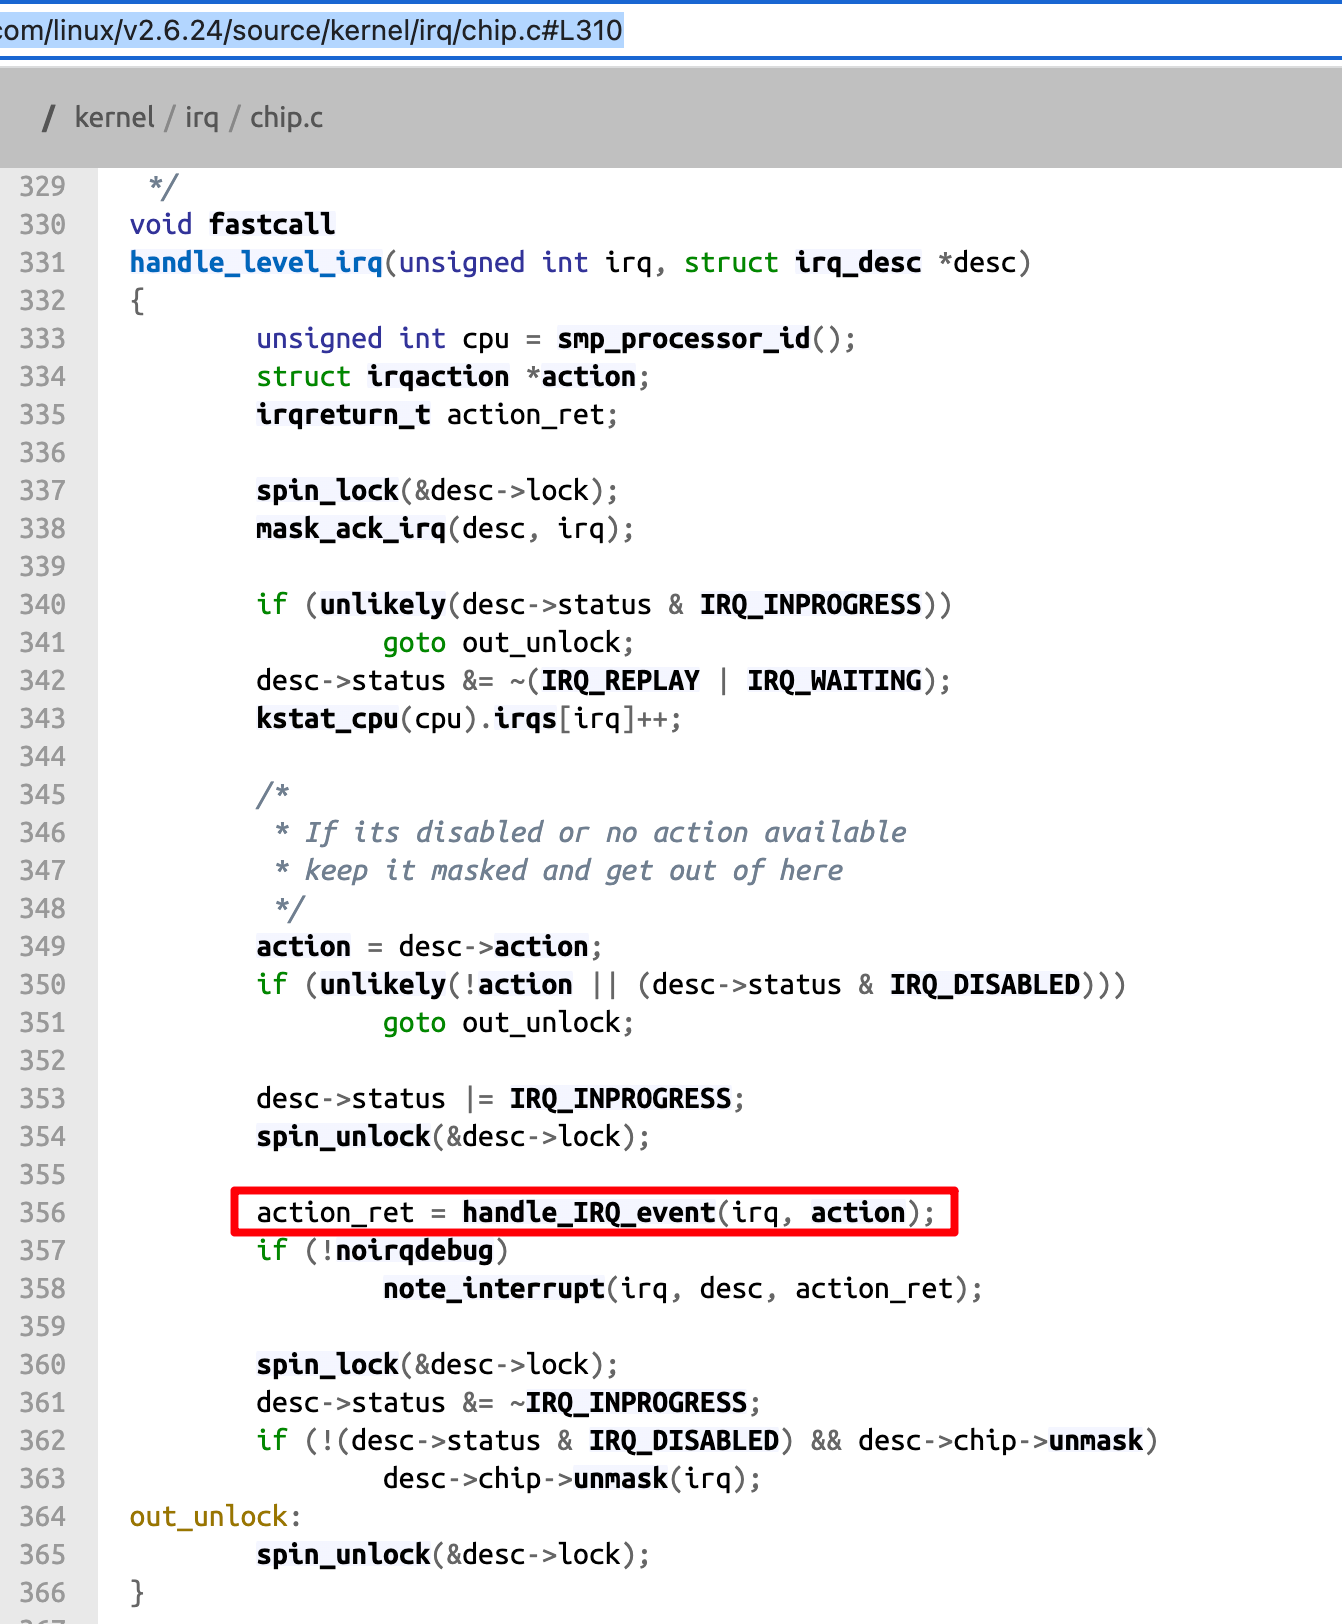 com/linux/v2.6.24/source/kernel/irq/chip.c#L310
/ kernel / irq / chip.c
329 */
330 void fastcall
331 handle_level_irq(unsigned int irq, struct irq_desc *desc)
332 {
333 unsigned int cpu = smp_processor_id();
334 struct irqaction *action;
335 irqreturn_t action_ret;
336
337 spin_lock(&desc->lock);
338 mask_ack_irq(desc, irq);
339
340 if (unlikely(desc->status & IRQ_INPROGRESS))
341 goto out_unlock;
342 desc->status &= ~(IRQ_REPLAY | IRQ_WAITING);
343 kstat_cpu(cpu).irqs[irq]++;
344
345 /*
346 * If its disabled or no action available
347 * keep it masked and get out of here
348 */
349 action = desc->action;
350 if (unlikely(!action || (desc->status & IRQ_DISABLED)))
351 goto out_unlock;
352
353 desc->status |= IRQ_INPROGRESS;
354 spin_unlock(&desc->lock);
355
356 action_ret = handle_IRQ_event(irq, action);
357 if (!noirqdebug)
358 note_interrupt(irq, desc, action_ret);
359
360 spin_lock(&desc->lock);
361 desc->status &= ~IRQ_INPROGRESS;
362 if (!(desc->status & IRQ_DISABLED) && desc->chip->unmask)
363 desc->chip->unmask(irq);
364 out_unlock:
365 spin_unlock(&desc->lock);
366 }